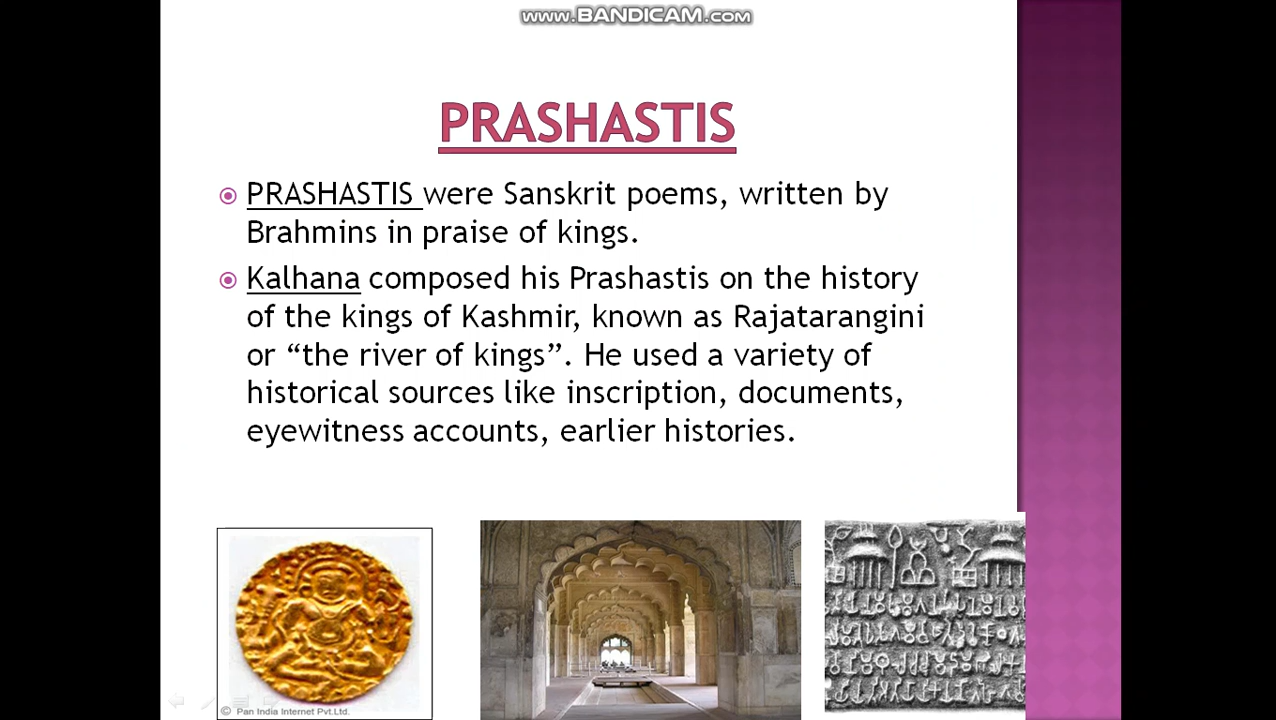 www.BANDICAM.com
PRASHASTIS
PRASHASTIS were Sanskrit poems, written by
Brahmins in praise of kings.
Kalhana composed his Prashastis on the history
of the kings of Kashmir, known as Rajatarangini
or “the river of kings”. He used a variety of
historical sources like inscription, documents,
eyewitness accounts, earlier histories.
© Pan India Internet Pvt.Ltd.